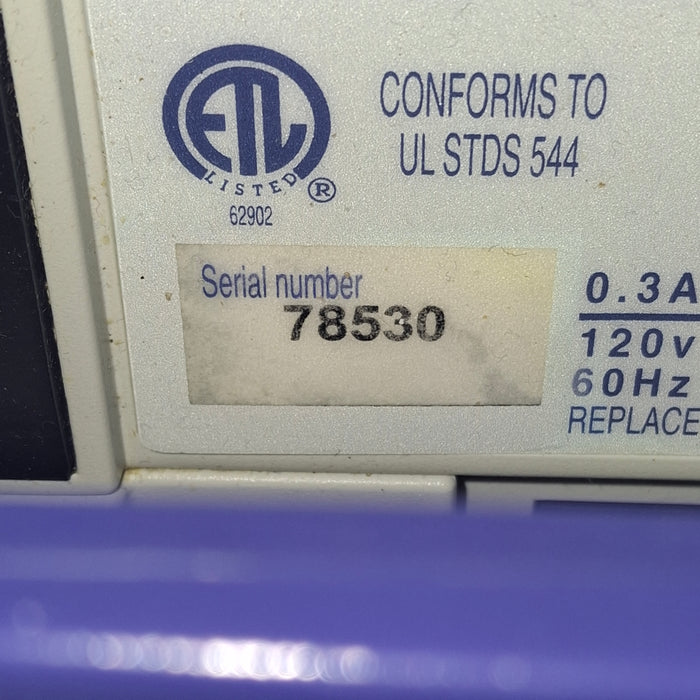 ETL
LISTED ®
62902
CONFORMS TO
UL STDS 544
Serial number
78530
0.3A
120V
60Hz
REPLACE